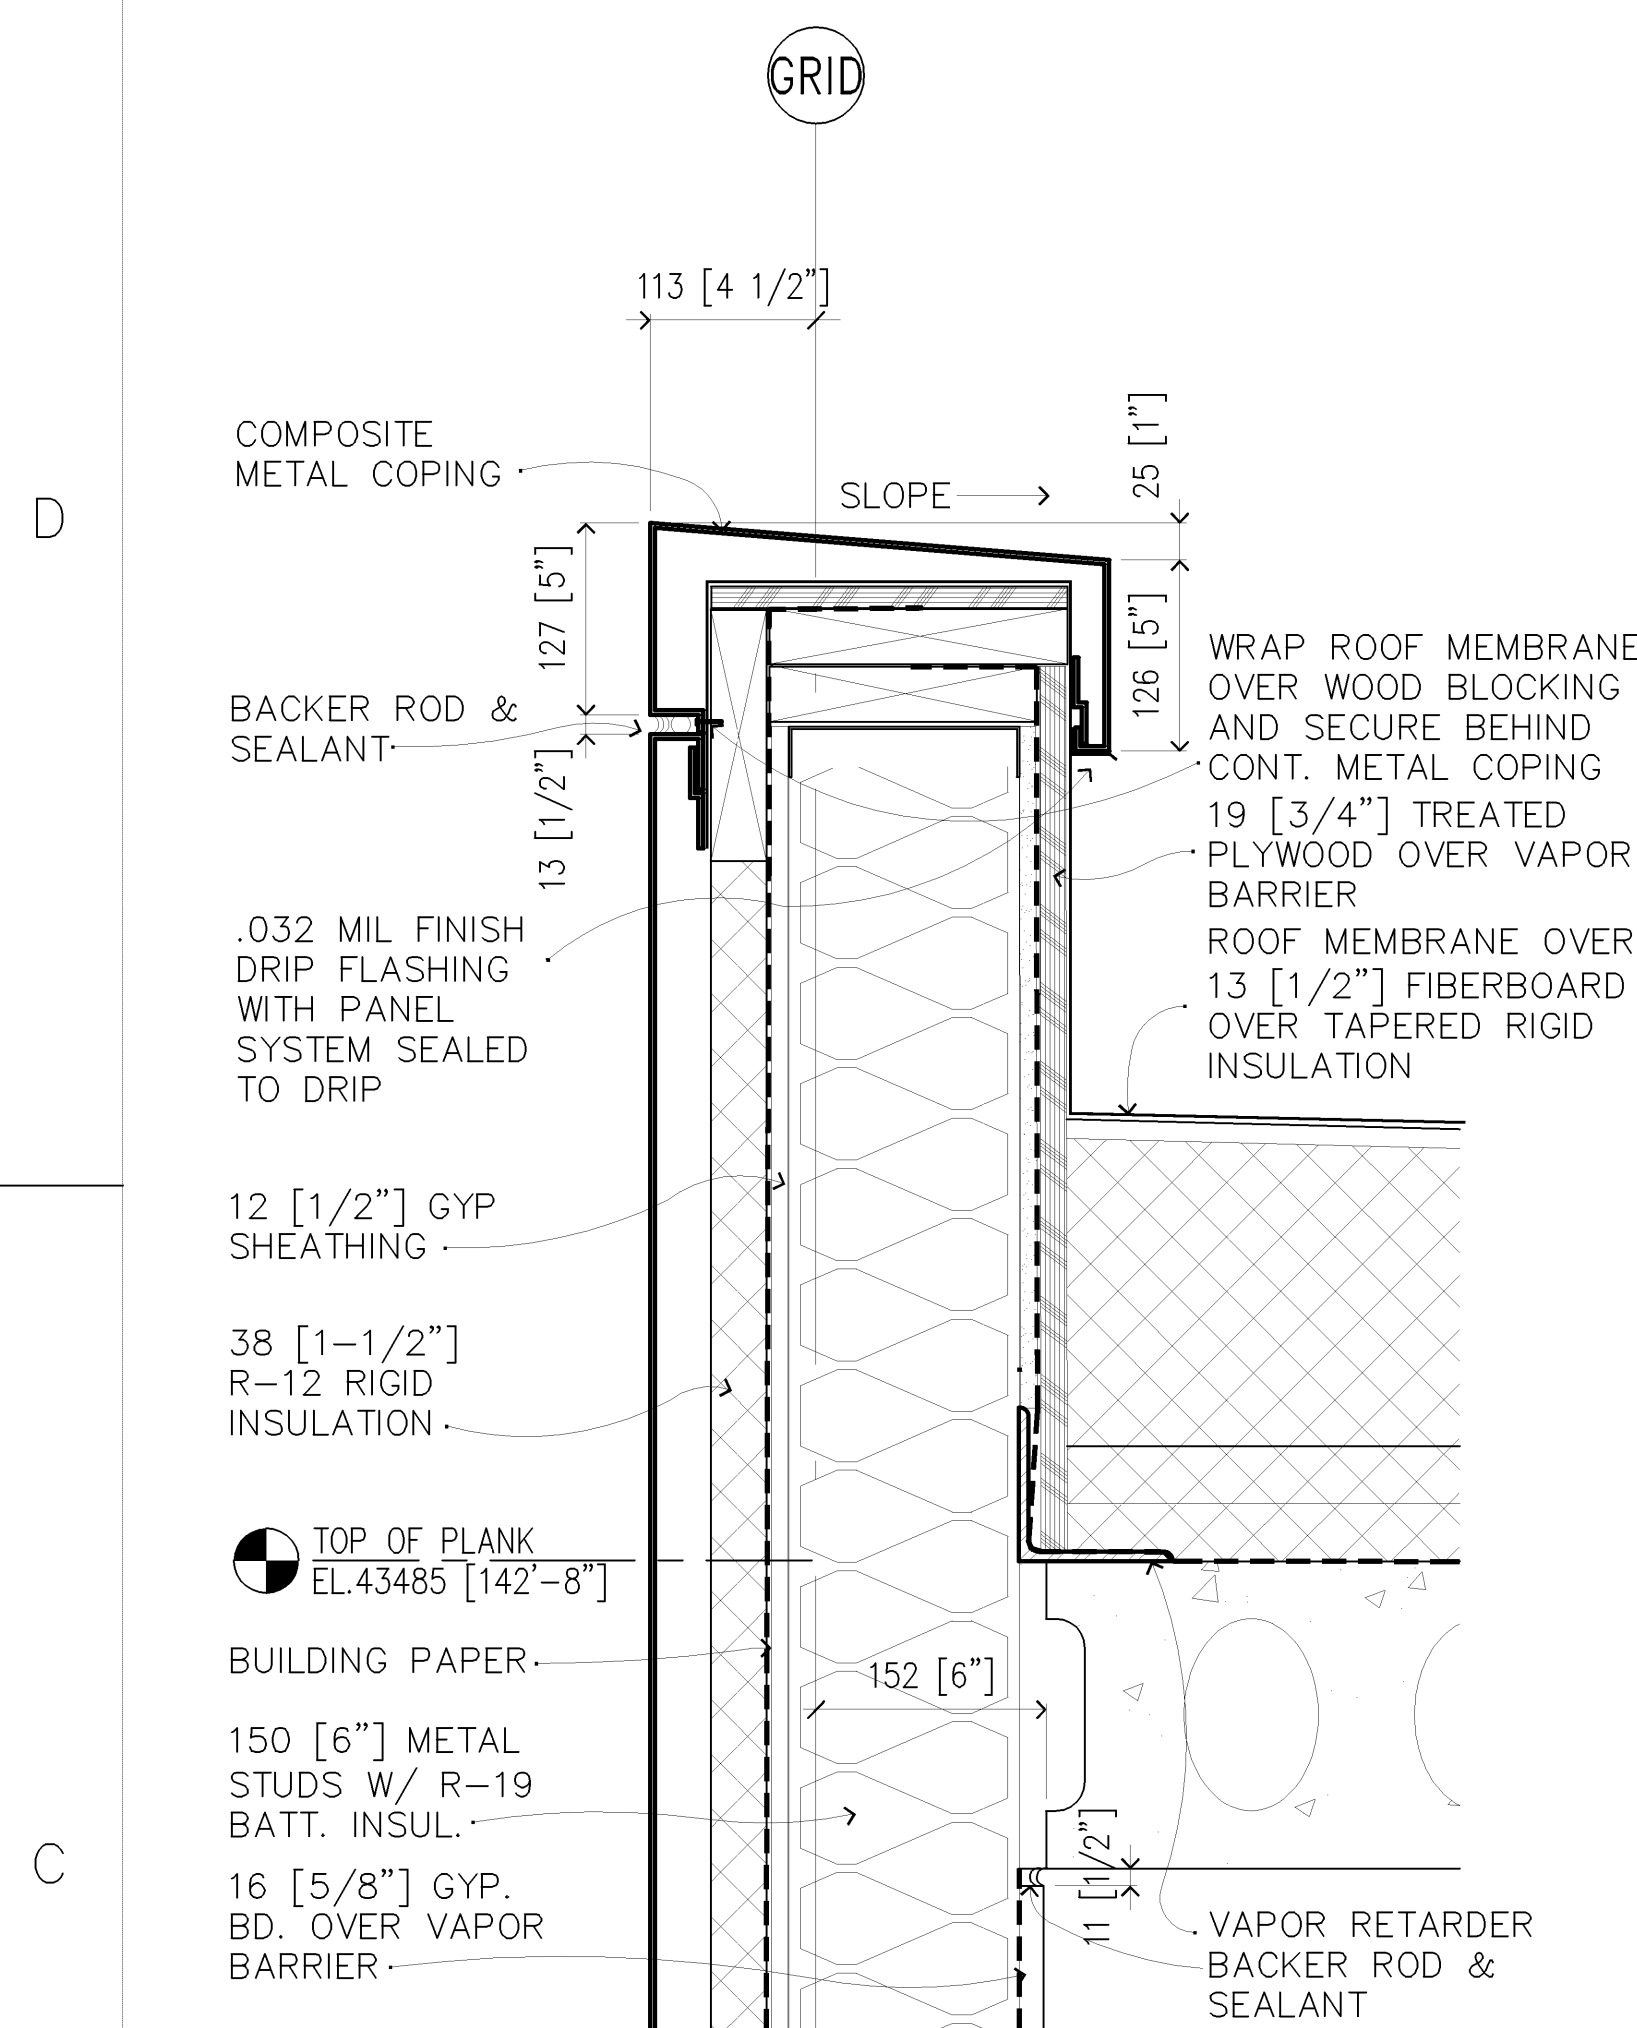 GRID
113 [4 1/2"]
COMPOSITE
METAL COPING
SLOPE
25 [1"]
D
127 [5"]
126 [5"]
BACKER ROD &
SEALANT
13 [1/2"]
WRAP ROOF MEMBRANE
OVER WOOD BLOCKING
AND SECURE BEHIND
CONT. METAL COPING
19 [3/4"] TREATED
PLYWOOD OVER VAPOR
BARRIER
ROOF MEMBRANE OVER
13 [1/2"] FIBERBOARD
OVER TAPERED RIGID
INSULATION
.032 MIL FINISH
DRIP FLASHING
WITH PANEL
SYSTEM SEALED
TO DRIP
12 [1/2"] GYP
SHEATHING
38 [1-1/2"]
R-12 RIGID
INSULATION
TOP OF PLANK
EL.43485 [142'-8"]
BUILDING PAPER
152 [6"]
150 [6"] METAL
STUDS W/ R-19
BATT. INSUL.
C
16 [5/8"] GYP.
BD. OVER VAPOR
BARRIER
11 [1/2"]
VAPOR RETARDER
BACKER ROD &
SEALANT